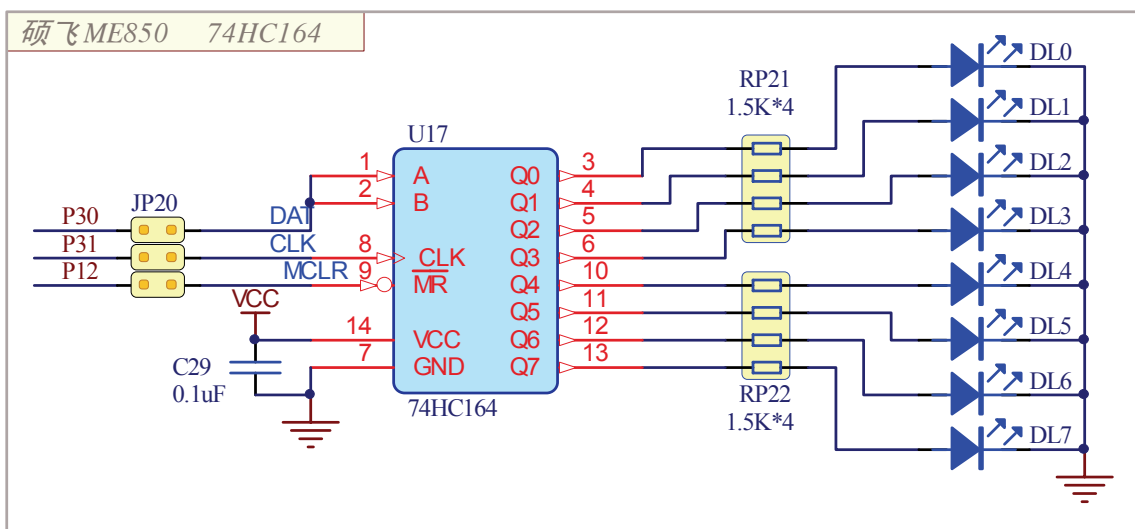 硕飞ME850 74HC164
RP21
1.5K*4
DL0
DL1
DL2
DL3
DL4
DL5
DL6
DL7
U17
1 A Q0 3
2 B Q1 4
Q2 5
8 CLK Q3 6
9 MR Q4 10
Q5 11
14 VCC Q6 12
7 GND Q7 13
74HC164
JP20
P30 DAT
P31 CLK
P12 MCLR
VCC
C29
0.1uF
RP22
1.5K*4